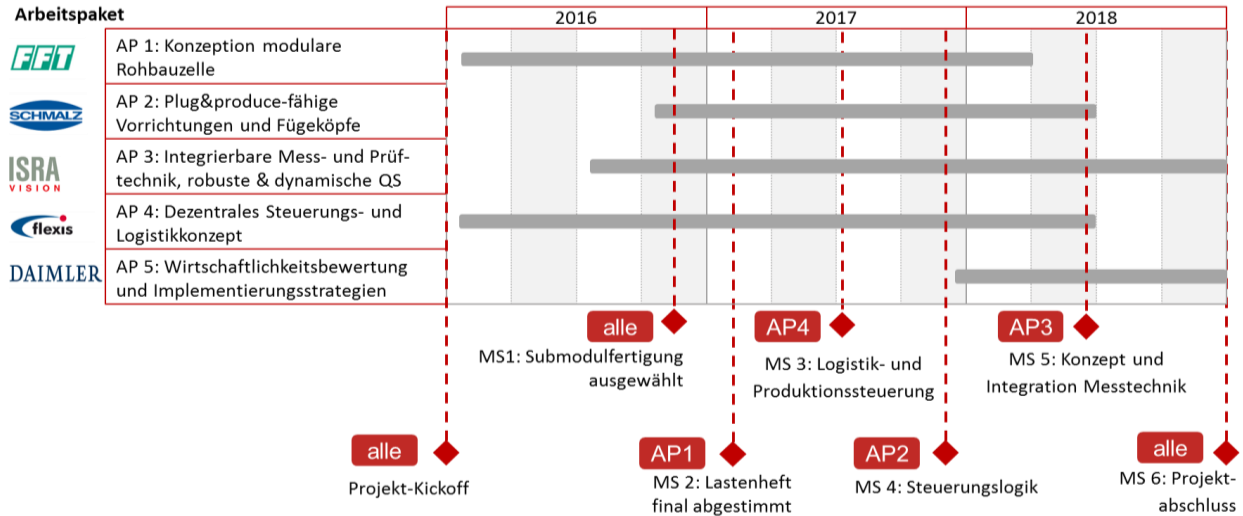 Arbeitspaket
2016
2017
2018
FFT
AP 1: Konzeption modulare
Rohbauzelle
SCHMALZ
AP 2: Plug&produce-fähige
Vorrichtungen und Fügeköpfe
ISRA
VISION
AP 3: Integrierbare Mess- und Prüf-
technik, robuste & dynamische QS
flexis
AP 4: Dezentrales Steuerungs- und
Logistikkonzept
DAIMLER
AP 5: Wirtschaftlichkeitsbewertung
und Implementierungsstrategien
alle
MS1: Submodulfertigung
ausgewählt
AP4
MS 3: Logistik- und
Produktionssteuerung
AP3
MS 5: Konzept und
Integration Messtechnik
alle
Projekt-Kickoff
AP1
MS 2: Lastenheft
final abgestimmt
AP2
MS 4: Steuerungslogik
alle
MS 6: Projekt-
abschluss